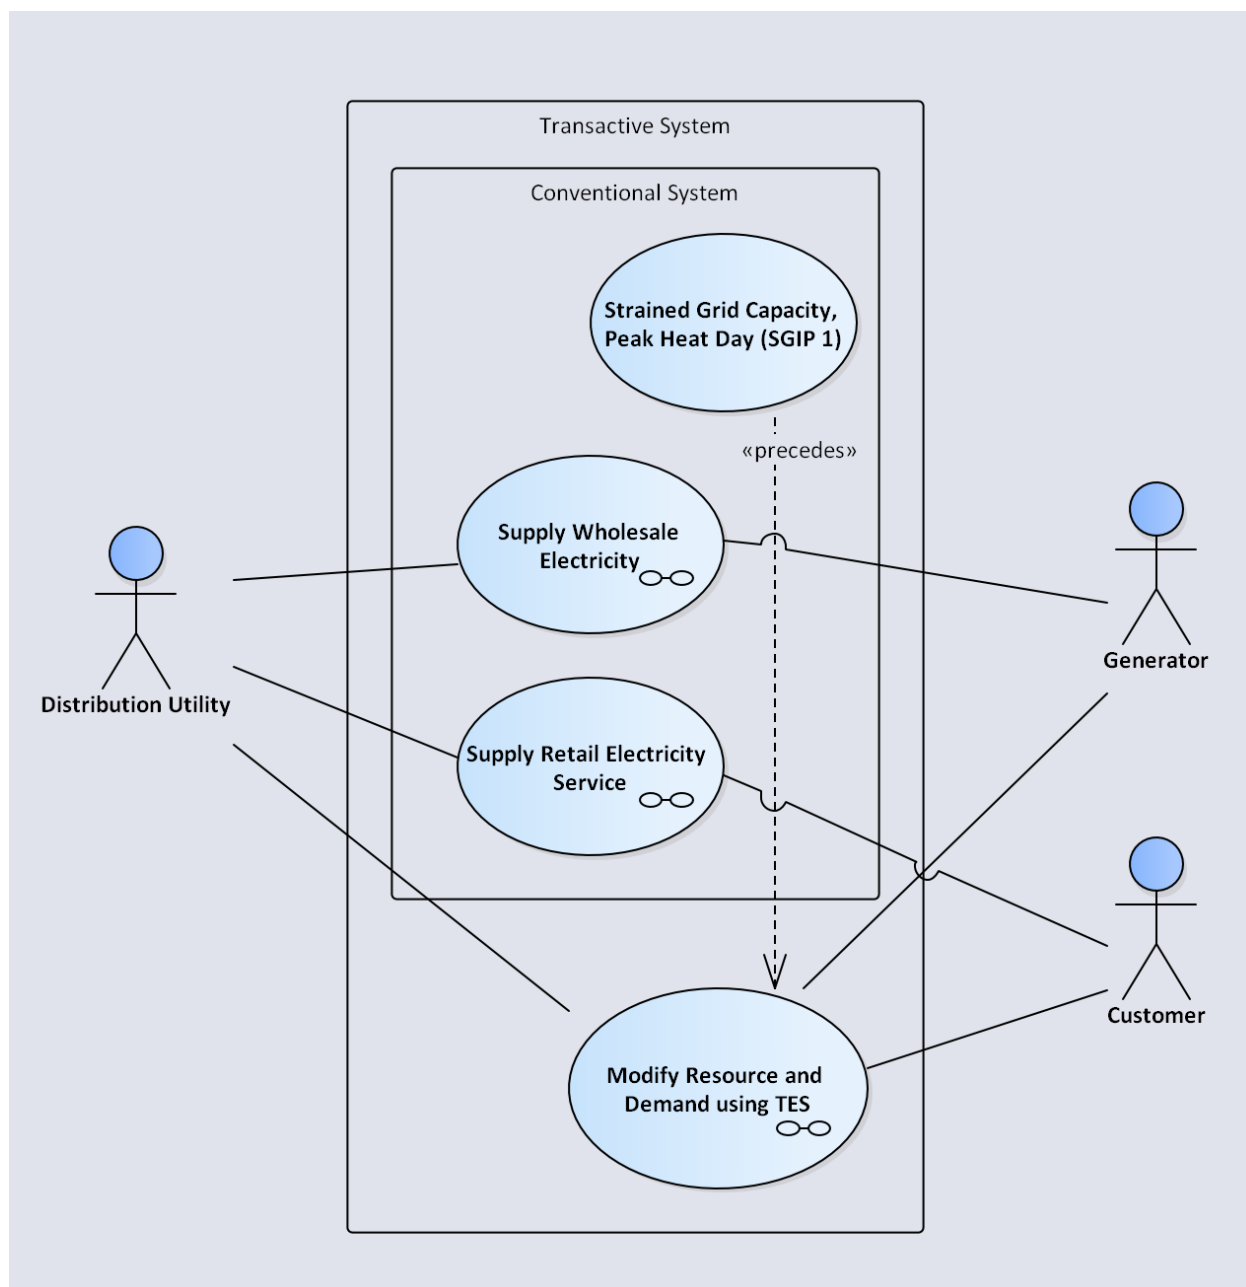 Transactive System
Conventional System
Strained Grid Capacity,
Peak Heat Day (SGIP 1)
«precedes»
Supply Wholesale
Electricity
Generator
Distribution Utility
Supply Retail Electricity
Service
Customer
Modify Resource and
Demand using TES